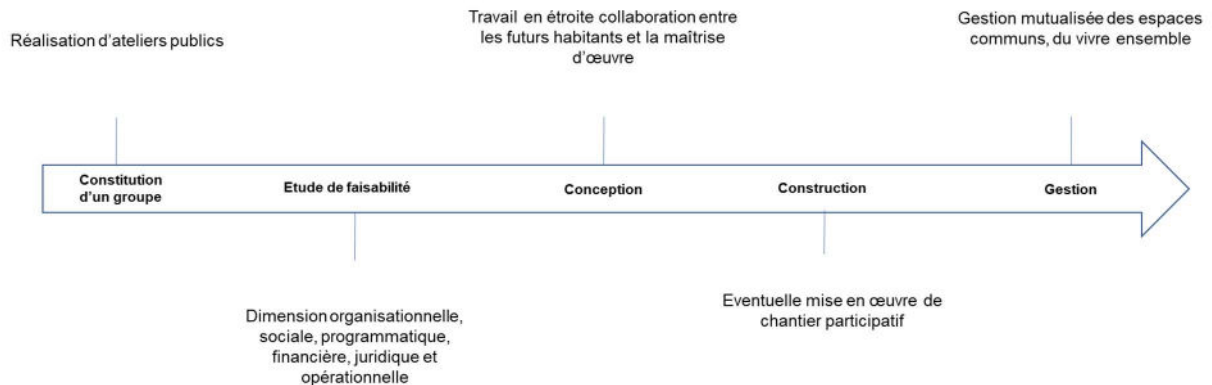 Réalisation d'ateliers publics
Travail en étroite collaboration entre
les futurs habitants et la maîtrise
d'œuvre
Gestion mutualisée des espaces
communs, du vivre ensemble
Constitution
d'un groupe
Etude de faisabilité
Conception
Construction
Gestion
Dimension organisationnelle,
sociale, programmatique,
financière, juridique et
opérationnelle
Eventuelle mise en œuvre de
chantier participatif